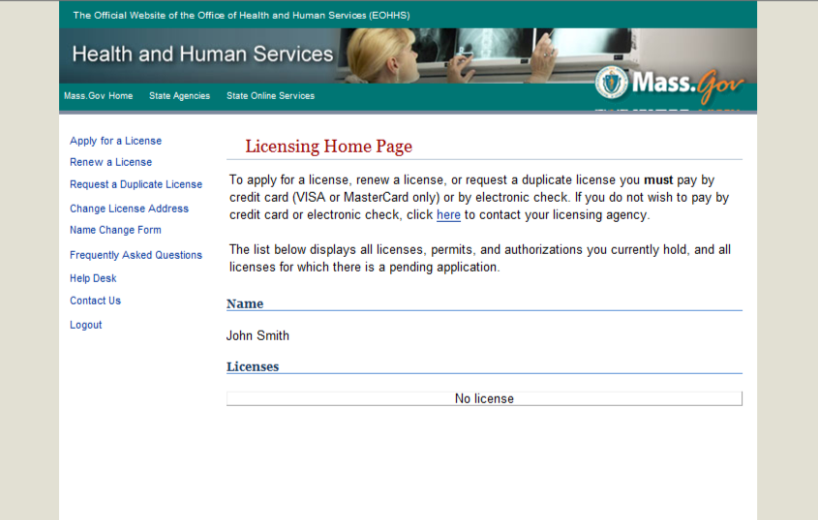 The Official Website of the Office of Health and Human Services (EOHHS)
Health and Human Services
Mass.Gov
Mass.Gov Home State Agencies State Online Services
Apply for a License
Renew a License
Request a Duplicate License
Change License Address
Name Change Form
Frequently Asked Questions
Help Desk
Contact Us
Logout
Licensing Home Page
To apply for a license, renew a license, or request a duplicate license you must pay by
credit card (VISA or MasterCard only) or by electronic check. If you do not wish to pay by
credit card or electronic check, click here to contact your licensing agency.
The list below displays all licenses, permits, and authorizations you currently hold, and all
licenses for which there is a pending application.
Name
John Smith
Licenses
No license